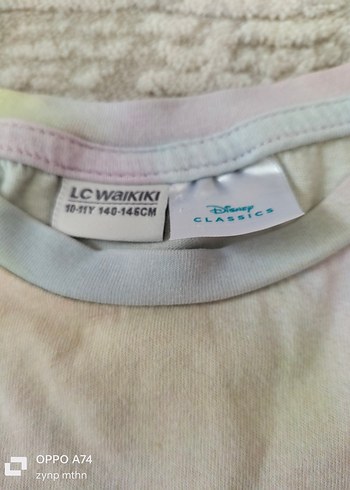 LC WAIKIKI
10-11Y 140-146CM
Disney
CLASSICS
OPPO A74
zynp mthn